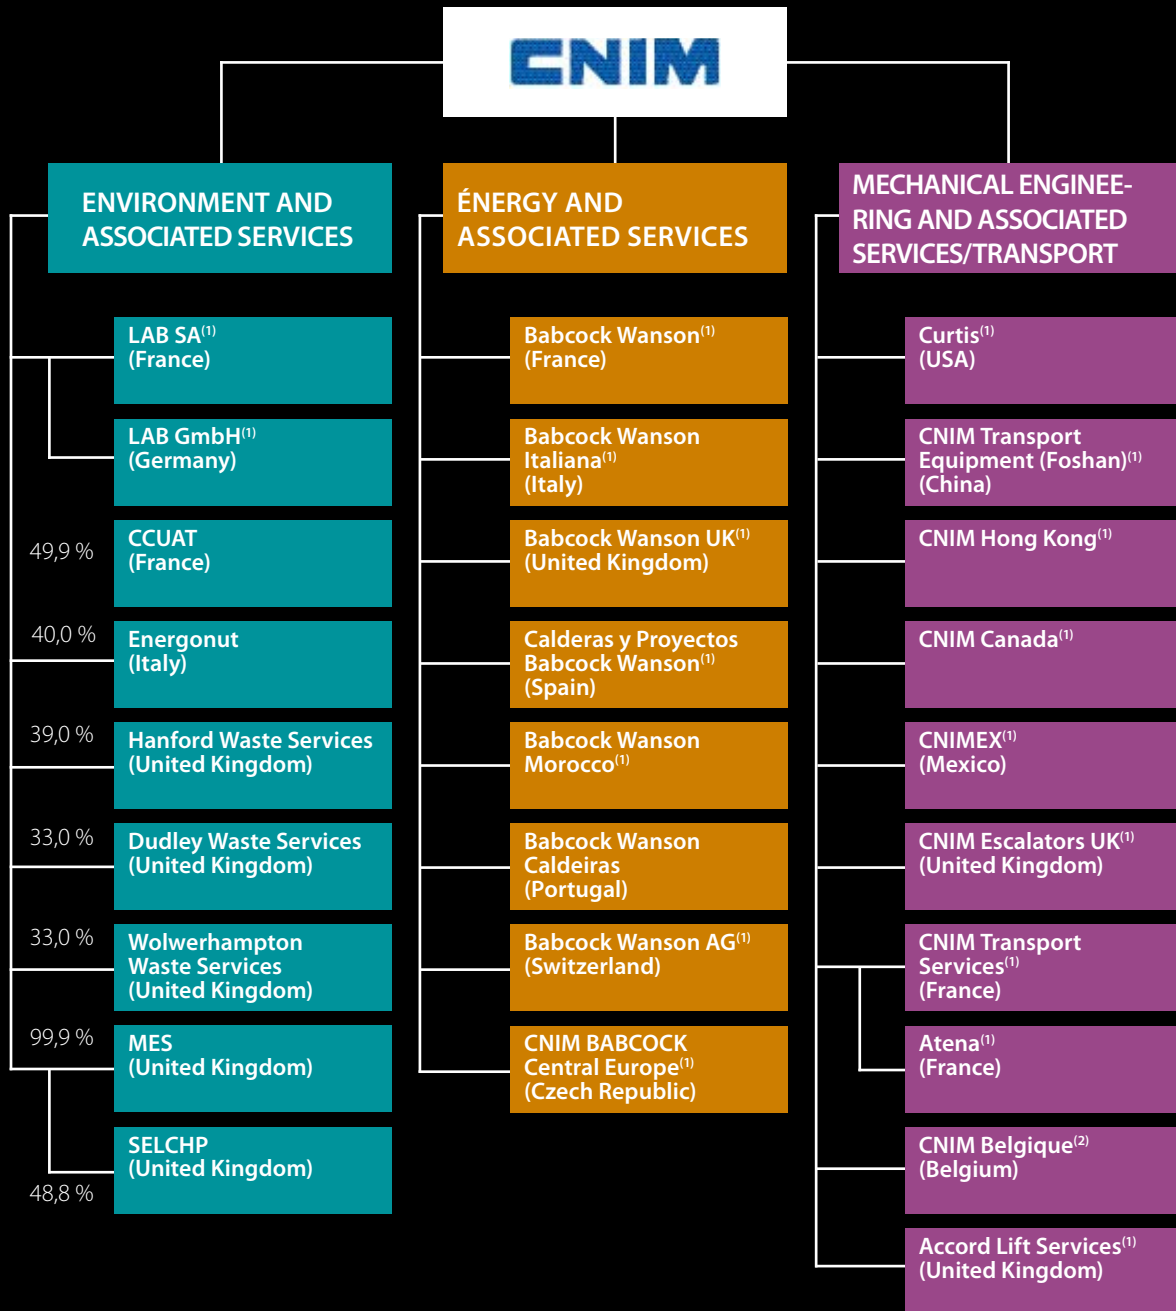 CNIM
ENVIRONMENT AND
ASSOCIATED SERVICES
49,9 %
40,0 %
39,0 %
33,0 %
33,0 %
99,9 %
48,8 %
LAB SA(1)
(France)
LAB GmbH(1)
(Germany)
CCUAT
(France)
Energonut
(Italy)
Hanford Waste Services
(United Kingdom)
Dudley Waste Services
(United Kingdom)
Wolwerhampton
Waste Services
(United Kingdom)
MES
(United Kingdom)
SELCHP
(United Kingdom)
ÉNERGY AND
ASSOCIATED SERVICES
Babcock Wanson(1)
(France)
Babcock Wanson
Italiana(1)
(Italy)
Babcock Wanson UK(1)
(United Kingdom)
Calderas y Proyectos
Babcock Wanson(1)
(Spain)
Babcock Wanson
Morocco(1)
Babcock Wanson
Caldeiras
(Portugal)
Babcock Wanson AG(1)
(Switzerland)
CNIM BABCOCK
Central Europe(1)
(Czech Republic)
MECHANICAL ENGINEE-
RING AND ASSOCIATED
SERVICES/TRANSPORT
Curtis(1)
(USA)
CNIM Transport
Equipment (Foshan)(1)
(China)
CNIM Hong Kong(1)
CNIM Canada(1)
CNIMEX(1)
(Mexico)
CNIM Escalators UK(1)
(United Kingdom)
CNIM Transport
Services(1)
(France)
Atena(1)
(France)
CNIM Belgique(2)
(Belgium)
Accord Lift Services(1)
(United Kingdom)